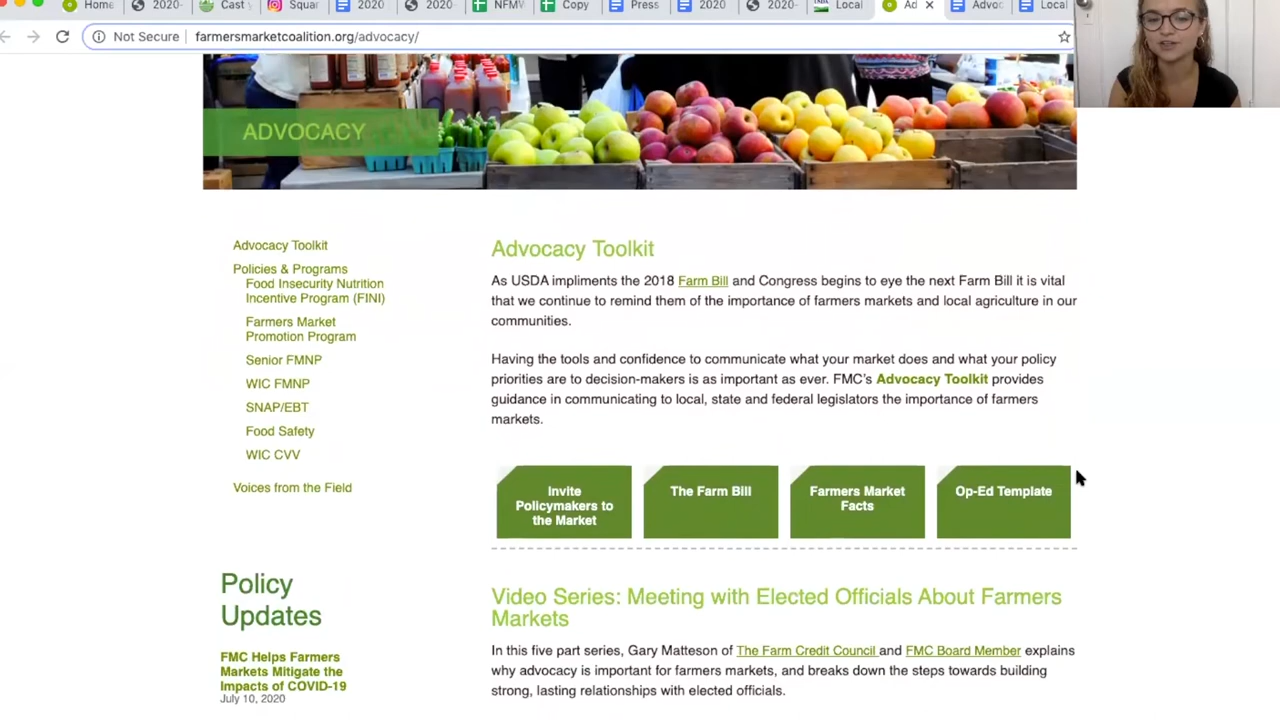 Home
2020-
Cast y
Squar
2020
2020-
NFMW
Copy
Press
2020
2020-
Local
Ad
Advoc
Local
Not Secure
farmersmarketcoalition.org/advocacy/
ADVOCACY
Advocacy Toolkit
Policies & Programs
Food Insecurity Nutrition
Incentive Program (FINI)
Farmers Market
Promotion Program
Senior FMNP
WIC FMNP
SNAP/EBT
Food Safety
WIC CVV
Voices from the Field
Policy
Updates
FMC Helps Farmers
Markets Mitigate the
Impacts of COVID-19
July 10, 2020
Advocacy Toolkit
As USDA impliments the 2018 Farm Bill and Congress begins to eye the next Farm Bill it is vital
that we continue to remind them of the importance of farmers markets and local agriculture in our
communities.
Having the tools and confidence to communicate what your market does and what your policy
priorities are to decision-makers is as important as ever. FMC's Advocacy Toolkit provides
guidance in communicating to local, state and federal legislators the importance of farmers
markets.
Invite
Policymakers to
the Market
The Farm Bill
Farmers Market
Facts
Op-Ed Template
Video Series: Meeting with Elected Officials About Farmers
Markets
In this five part series, Gary Matteson of The Farm Credit Council and FMC Board Member explains
why advocacy is important for farmers markets, and breaks down the steps towards building
strong, lasting relationships with elected officials.